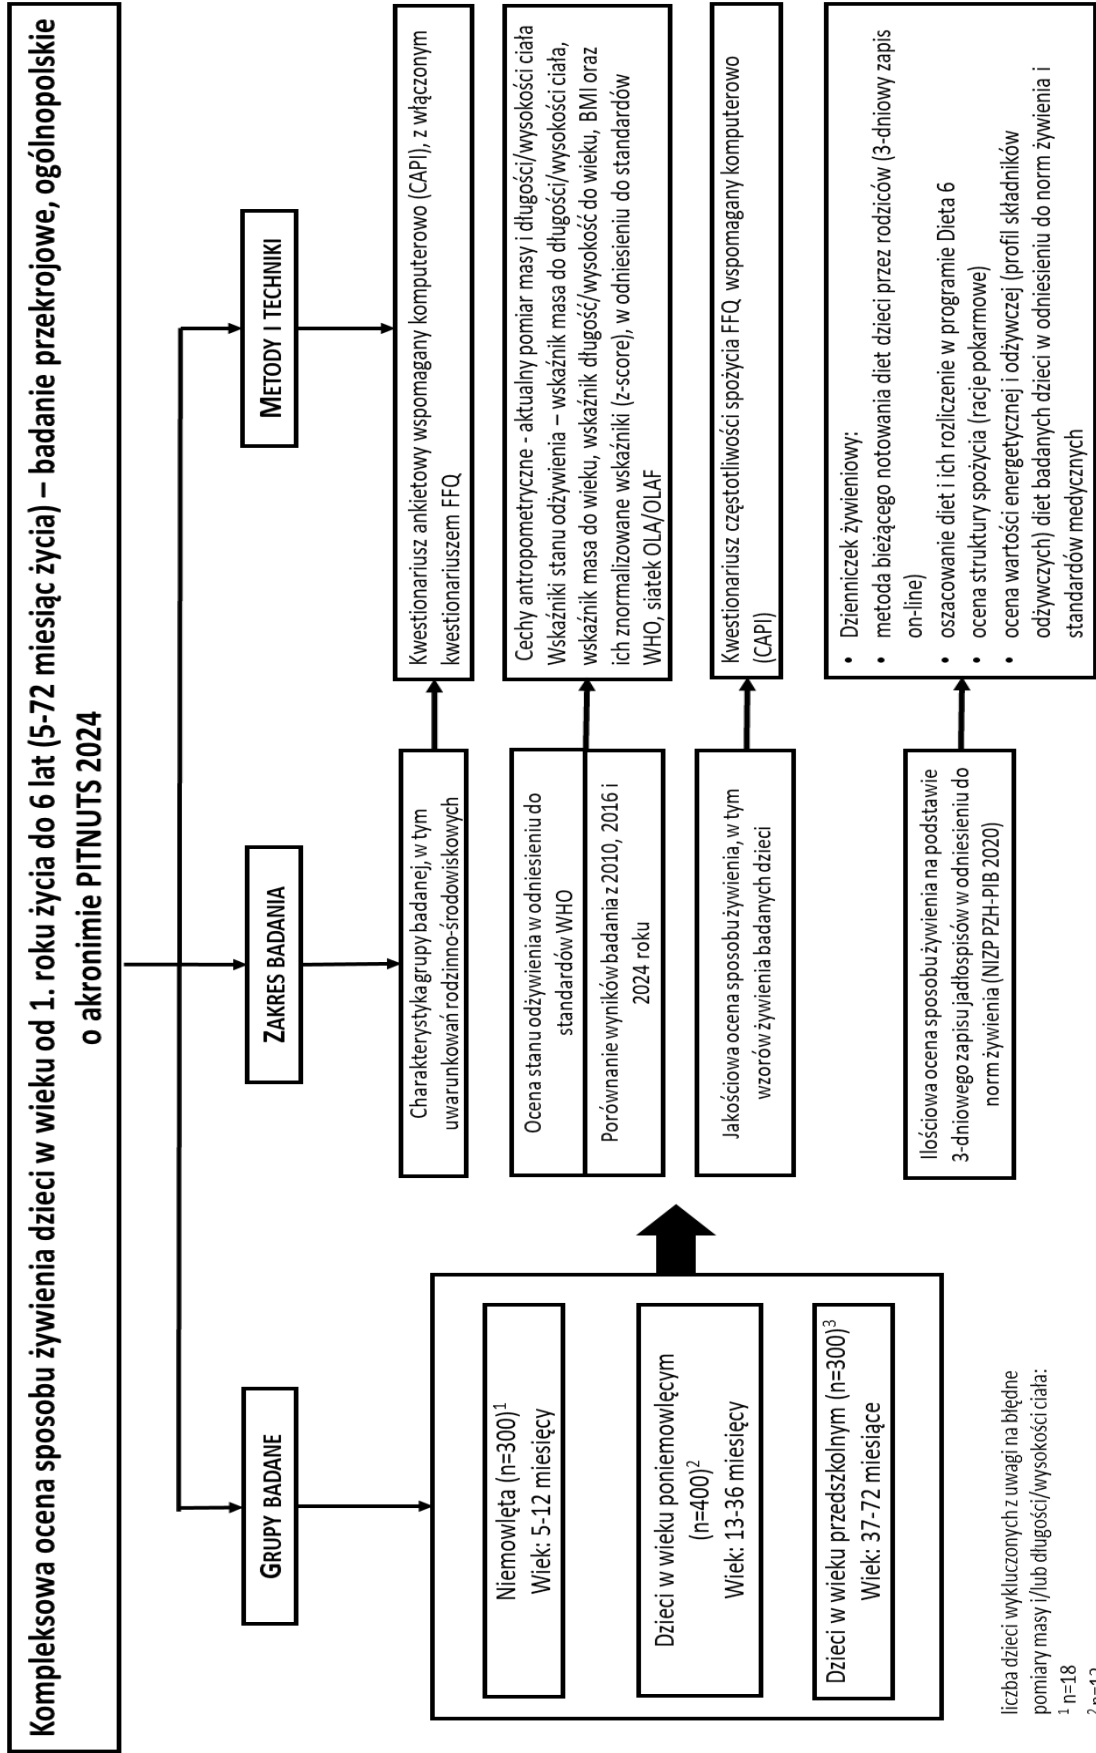 Kompleksowa ocena sposobu żywienia dzieci w wieku od 1. roku życia do 6 lat (5-72 miesiąc życia) – badanie przekrojowe, ogólnopolskie
o akronimie PITNUTS 2024
GRUPY BADANE
Niemowlęta (n=300)1
Wiek: 5-12 miesięcy
Dzieci w wieku poniemowlęcym
(n=400)2
Wiek: 13-36 miesięcy
Dzieci w wieku przedszkolnym (n=300)3
Wiek: 37-72 miesiące
ZAKRES BADANIA
Charakterystyka grupy badanej, w tym
uwarunkowań rodzinno-środowiskowych
Ocena stanu odżywienia w odniesieniu do
standardów WHO
Porównanie wyników badania z 2010, 2016 i
2024 roku
Jakościowa ocena sposobu żywienia, w tym
wzorów żywienia badanych dzieci
Ilościowa ocena sposobu żywienia na podstawie
3-dniowego zapisu jadłospisów w odniesieniu do
norm żywienia (NIZP PZH-PIB 2020)
METODY I TECHNIKI
Kwestionariusz ankietowy wspomagany komputerowo (CAPI), z włączonym
kwestionariuszem FFQ
Cechy antropometryczne - aktualny pomiar masy i długości/wysokości ciała
Wskaźniki stanu odżywienia – wskaźnik masa do długości/wysokości ciała,
wskaźnik masa do wieku, wskaźnik długość/wysokość do wieku, BMI oraz
ich znormalizowane wskaźniki (z-score), w odniesieniu do standardów
WHO, siatek OLA/OLAF
Kwestionariusz częstotliwości spożycia FFQ wspomagany komputerowo
(CAPI)
• Dzienniczek żywieniowy:
• metoda bieżącego notowania diet dzieci przez rodziców (3-dniowy zapis
on-line)
• oszacowanie diet i ich rozliczenie w programie Dieta 6
• ocena struktury spożycia (racje pokarmowe)
• ocena wartości energetycznej i odżywczej (profil składników
odżywczych) diet badanych dzieci w odniesieniu do norm żywienia i
standardów medycznych
liczba dzieci wykluczonych z uwagi na błędne
pomiary masy i/lub długości/wysokości ciała:
1 n=18